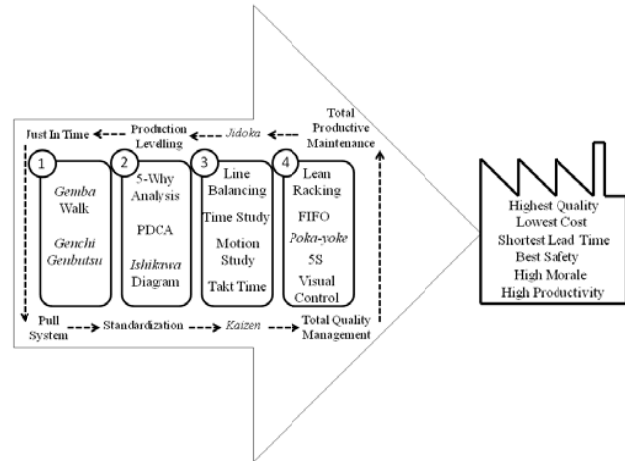 Total
Just In Time
Production
Levelling
Jidoka
Productive
Maintenance
1
2
3
4
Gemba
Walk
Genchi
Genbutsu
5-Why
Analysis
PDCA
Ishikawa
Diagram
Line
Balancing
Time Study
Motion
Study
Takt Time
Lean
Racking
FIFO
Poka-yoke
5S
Visual
Control
Pull
System
Standardization
Kaizen
Total Quality
Management
Highest Quality
Lowest Cost
Shortest Lead Time
Best Safety
High Morale
High Productivity